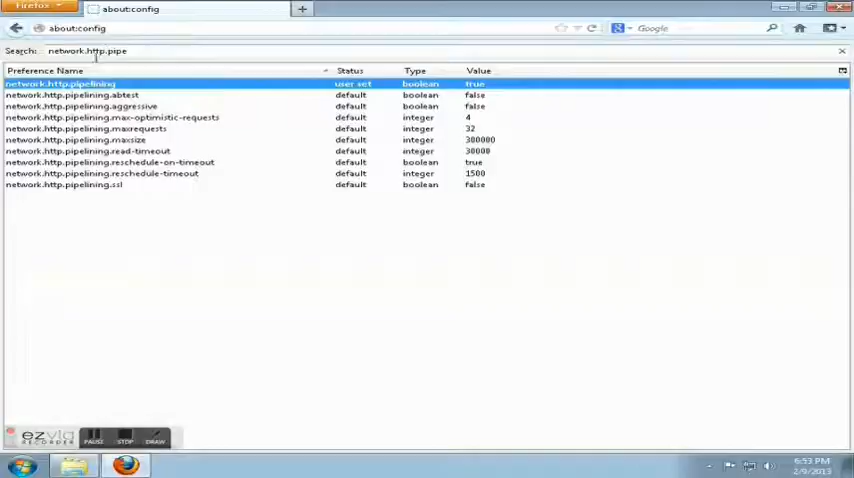 Firefox
about:config
about:config
Google
Search: network.http.pipe
Preference Name Status Type Value
network.http.pipelining user set boolean true
network.http.pipelining.abtest default boolean false
network.http.pipelining.aggressive default boolean false
network.http.pipelining.max-optimistic-requests default integer 4
network.http.pipelining.maxrequests default integer 32
network.http.pipelining.maxsize default integer 300000
network.http.pipelining.read-timeout default integer 30000
network.http.pipelining.reschedule-on-timeout default boolean true
network.http.pipelining.reschedule-timeout default integer 1500
network.http.pipelining.ssl default boolean false
ezvid
RECORDER
PAUSE STOP DRAW
6:53 PM
2/9/2013